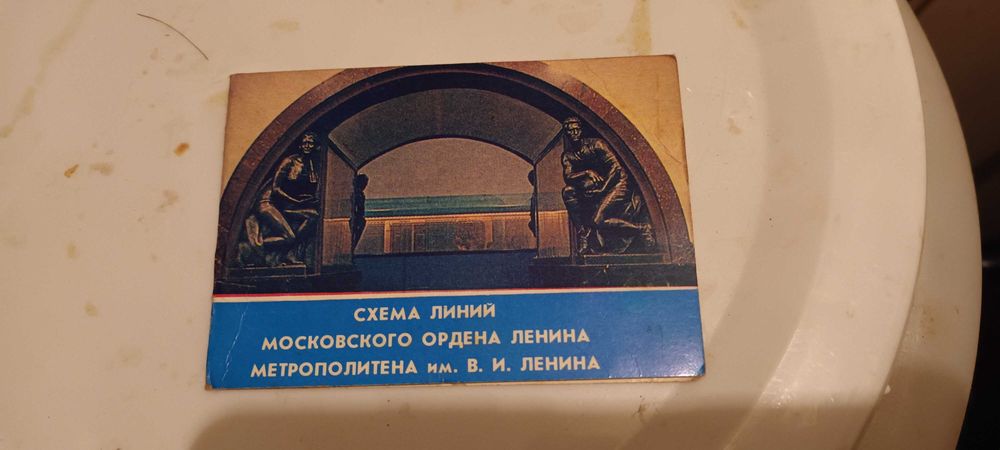 СХЕМА ЛИНИЙ
МОСКОВСКОГО ОРДЕНА ЛЕНИНА
МЕТРОПОЛИТЕНА им. В. И. ЛЕНИНА